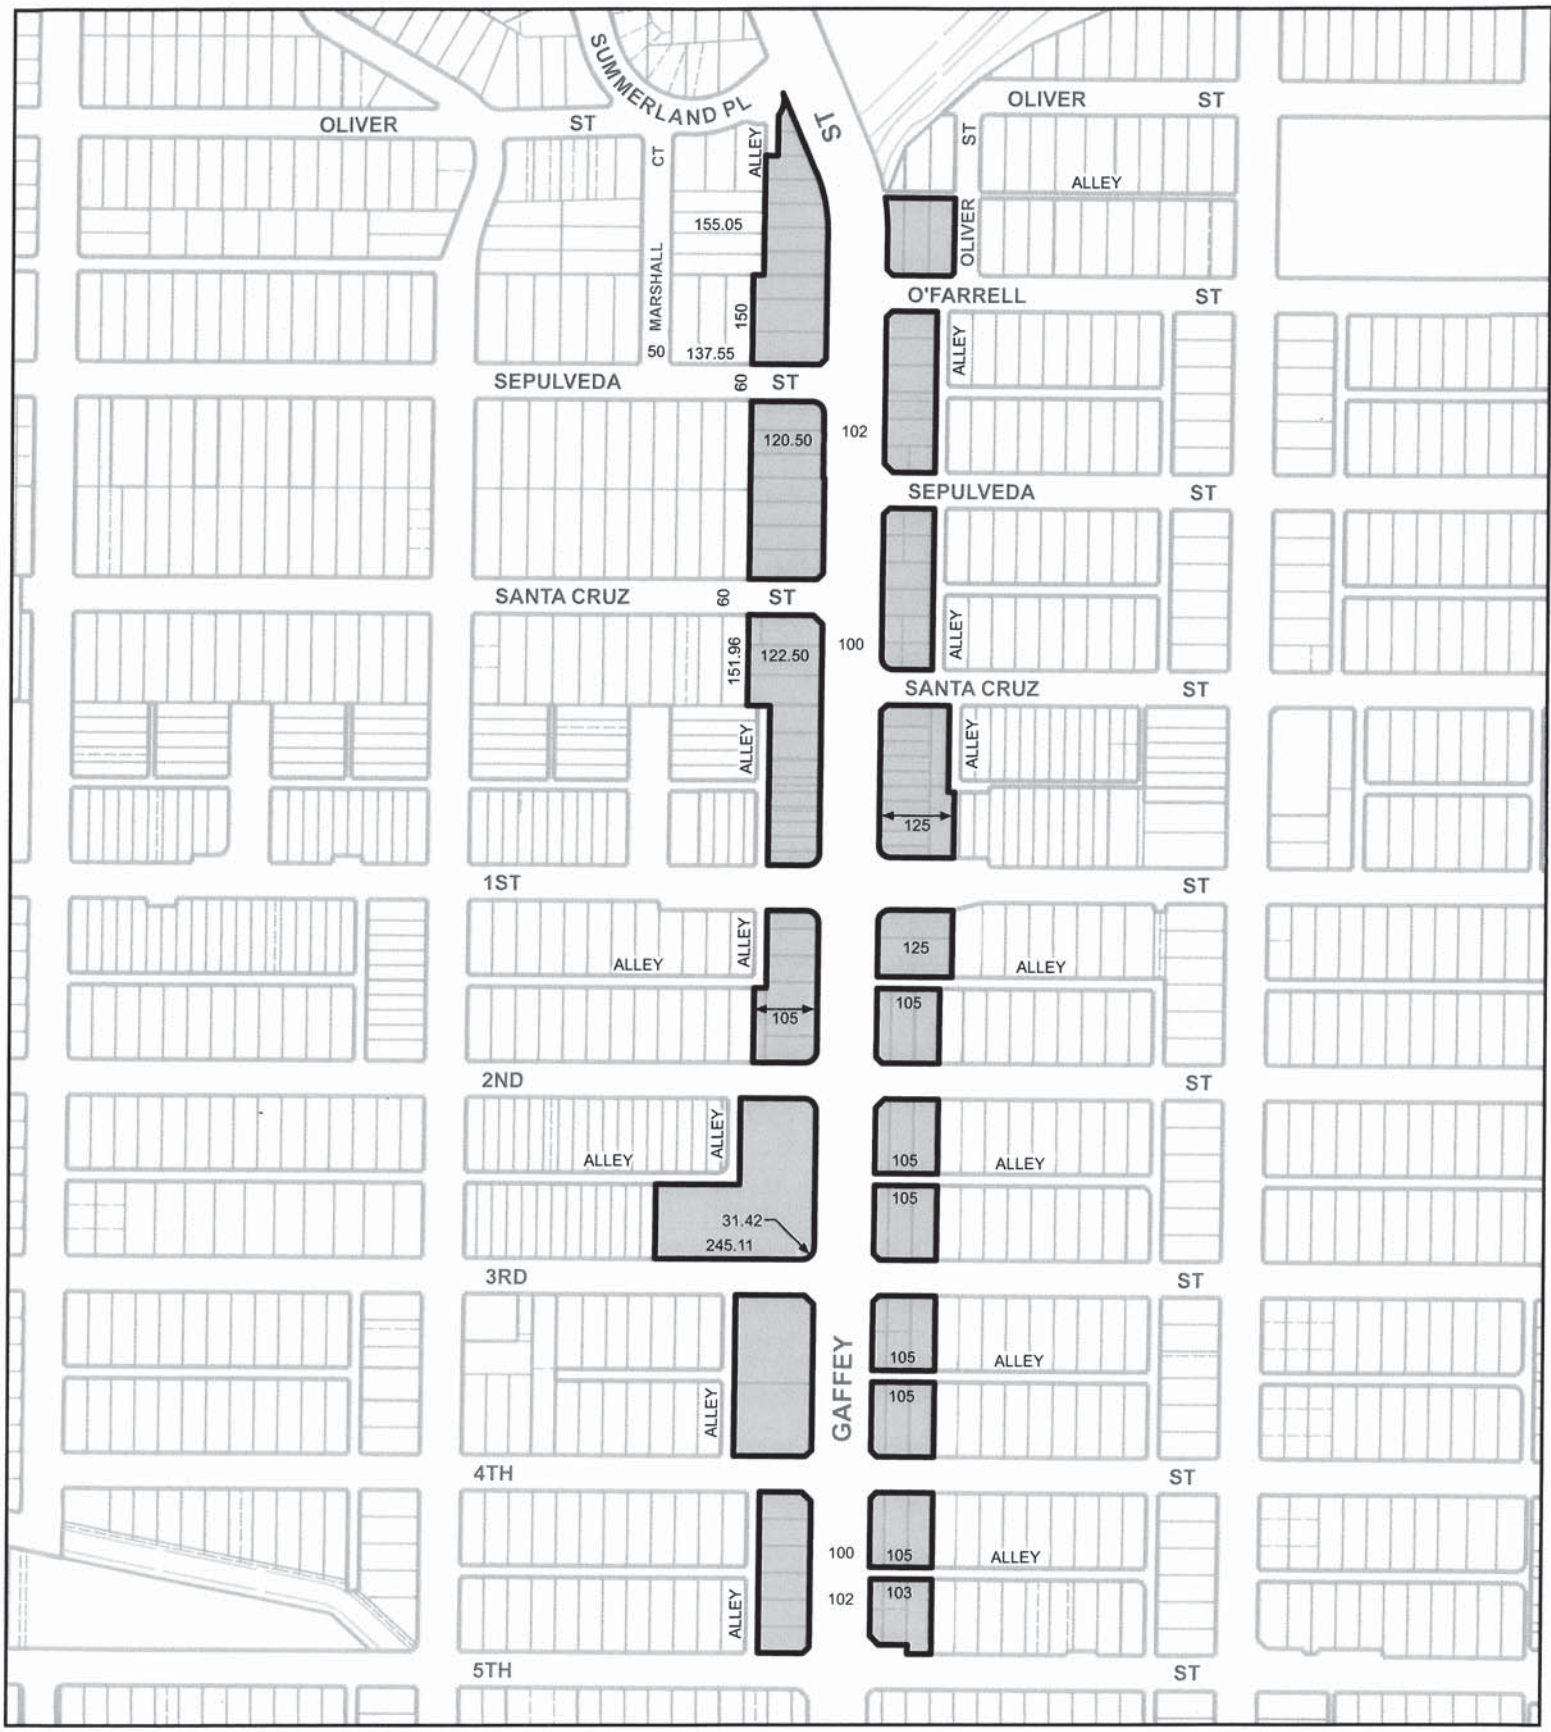 SUMMERLAND PL
ST
OLIVER ST
OLIVER ST
ST
CT
ALLEY
ALLEY
155.05
OLIVER
MARSHALL
O'FARRELL ST
150
50
137.55
ALLEY
SEPULVEDA
60
ST
120.50
102
SEPULVEDA ST
SANTA CRUZ
60
ST
151.96
122.50
100
ALLEY
SANTA CRUZ ST
ALLEY
ALLEY
125
1ST
ST
ALLEY
125
ALLEY
ALLEY
105
105
2ND
ST
ALLEY
ALLEY
105
ALLEY
105
31.42
245.11
3RD
ST
GAFFEY
105
ALLEY
105
ALLEY
4TH
ST
100
105
ALLEY
102
103
ALLEY
5TH
ST